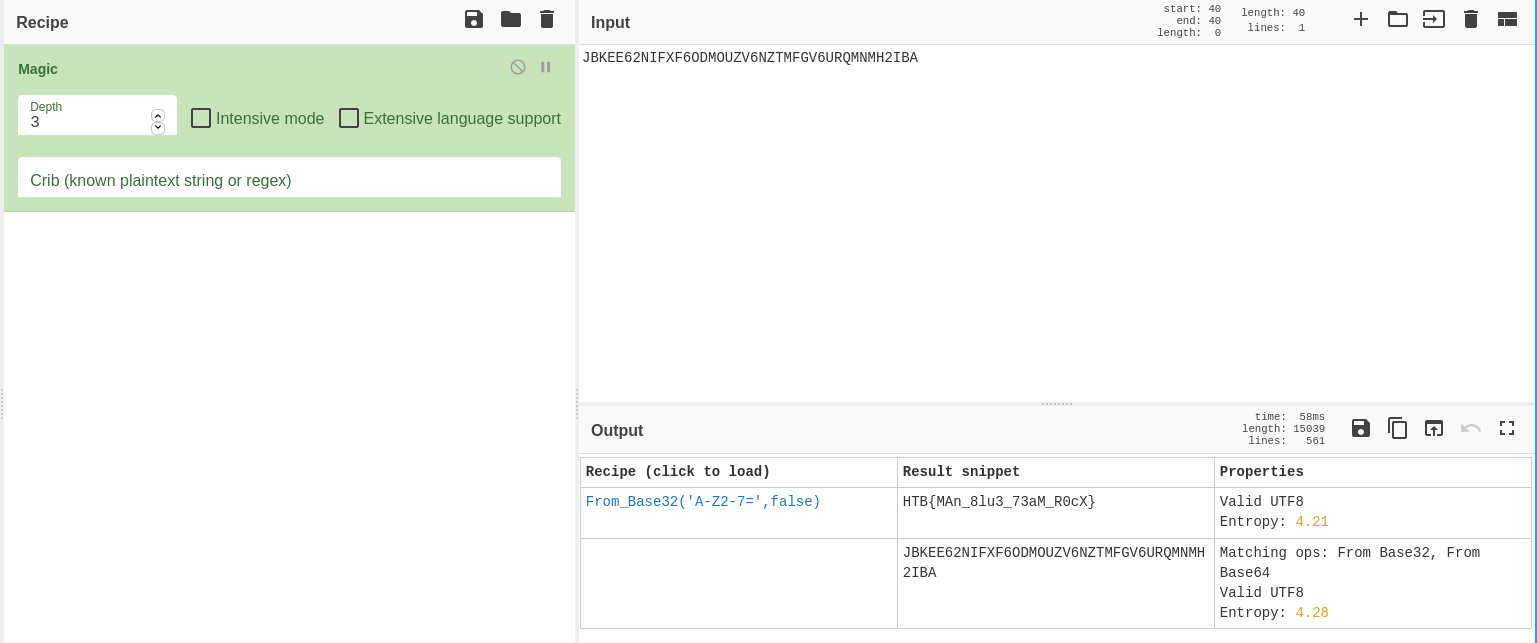 Recipe
Magic
Depth
3
Intensive mode
Extensive language support
Crib (known plaintext string or regex)
Input
start: 40
end: 40
length: 0
length: 40
lines: 1
JBKEE62NIFXF6ODMOUZV6NZTMFGV6URQMNMH2IBA
Output
time: 58ms
length: 15039
lines: 561
Recipe (click to load)
Result snippet
Properties
From_Base32('A-Z2-7=',false)
HTB{MAn_8lu3_73aM_R0cX}
Valid UTF8
Entropy: 4.21
JBKEE62NIFXF6ODMOUZV6NZTMFGV6URQMNMH
2IBA
Matching ops: From Base32, From
Base64
Valid UTF8
Entropy: 4.28